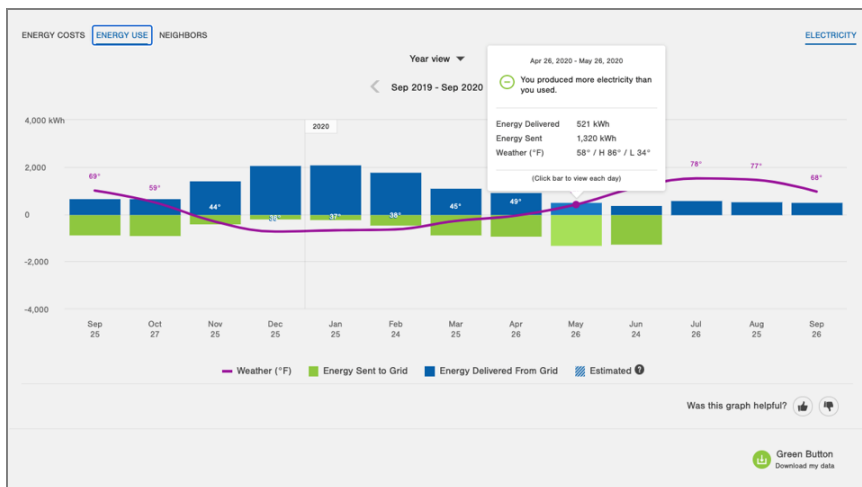 ENERGY COSTS ENERGY USE NEIGHBORS
ELECTRICITY
Year view
Sep 2019 - Sep 2020
Apr 26, 2020 - May 26, 2020
You produced more electricity than
you used.
Energy Delivered 521 kWh
Energy Sent 1,320 kWh
Weather (°F) 58° / H 86° / L 34°
(Click bar to view each day)
4,000 kWh
2020
2,000
0
-2,000
-4,000
69° 59° 44° 37° 38° 45° 49° 78° 77° 68°
Sep Oct Nov Dec Jan Feb Mar Apr May Jun Jul Aug Sep
25 27 25 25 25 24 25 26 26 24 26 25 26
Weather (°F) Energy Sent to Grid Energy Delivered From Grid Estimated ?
Was this graph helpful?
Green Button
Download my data